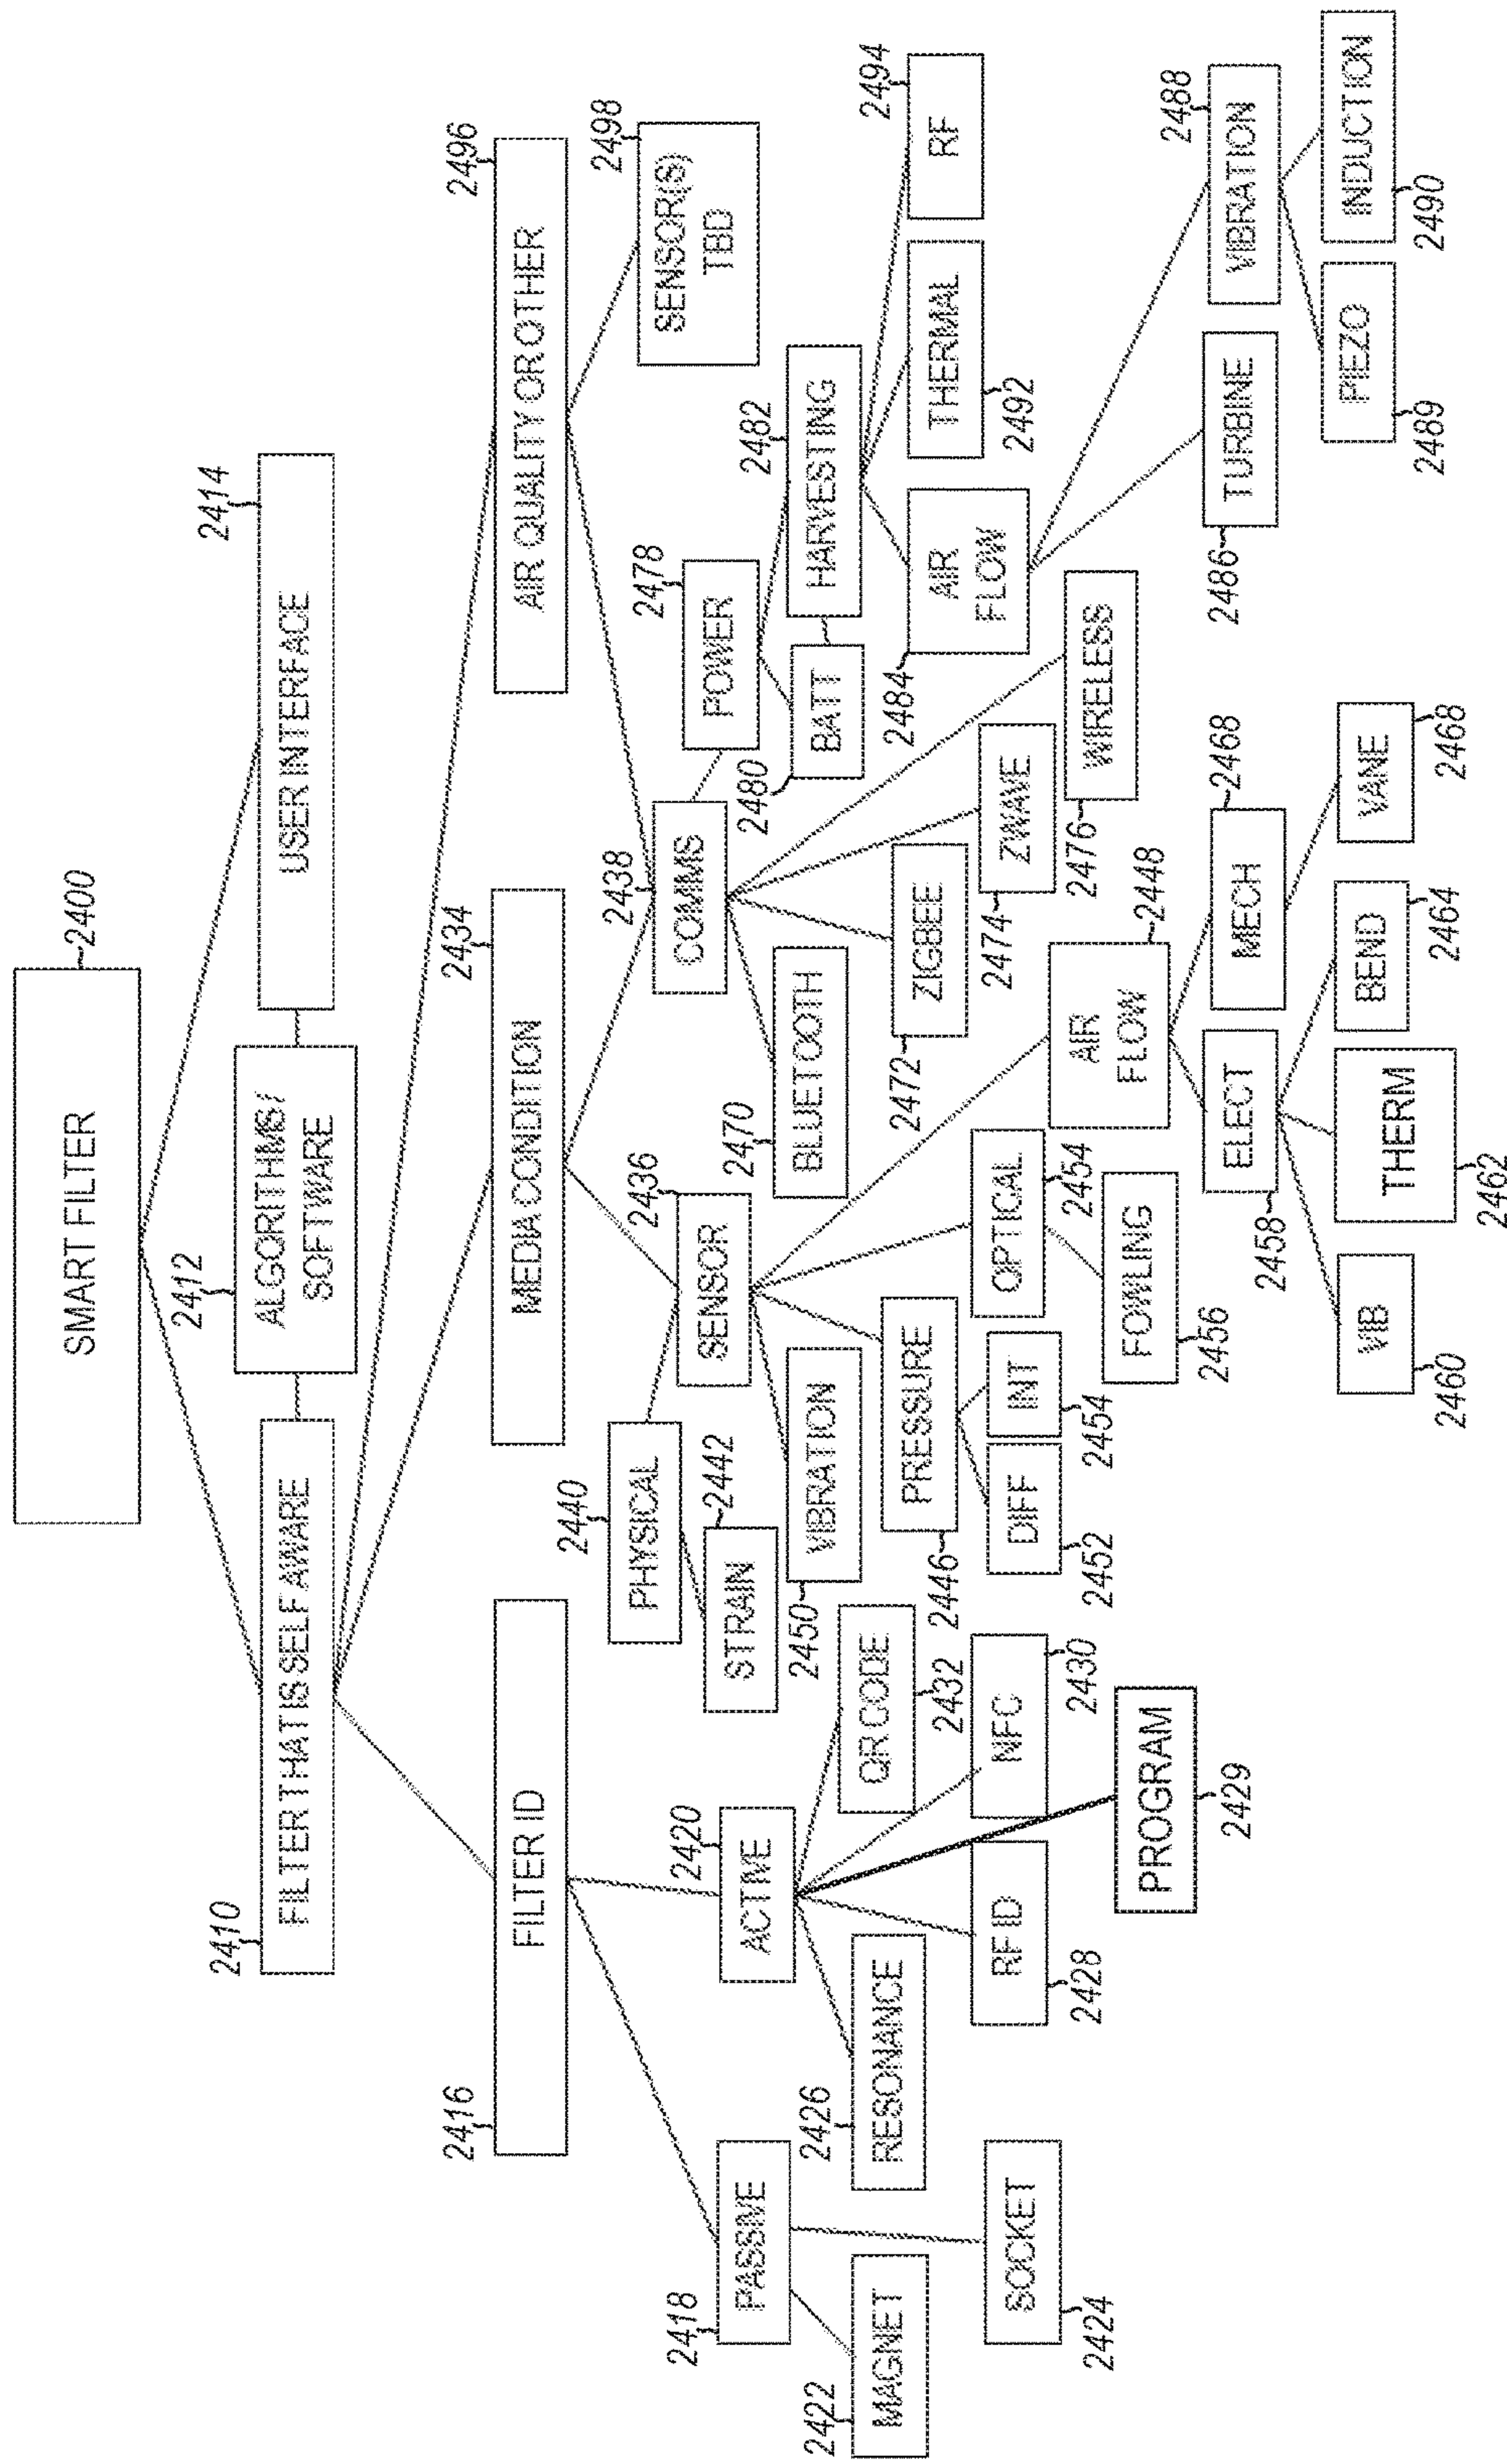 SMART FILTER
2400
2410
FILTER THAT IS SELF AWARE
2412
ALGORITHMS/
SOFTWARE
2414
USER INTERFACE
2416
FILTER ID
2434
MEDIA CONDITION
2496
AIR QUALITY OR OTHER
2418
PASSIVE
2420
ACTIVE
2440
PHYSICAL
2442
STRAIN
2436
SENSOR
2438
COMMS
2478
POWER
2498
SENSOR(S)
TBD
2422
MAGNET
2424
SOCKET
2426
RESONANCE
2428
RF ID
2429
PROGRAM
2430
NFC
2432
QR CODE
2450
VIBRATION
2446
PRESSURE
2452
DIFF
2454
INT
2454
OPTICAL
2456
FOWLING
2448
AIR
FLOW
2458
ELECT
2468
MECH
2460
VIB
2462
THERM
2464
BEND
2468
VANE
2470
BLUETOOTH
2472
ZIGBEE
2474
ZWAVE
2476
WIRELESS
2480
BATT
2482
HARVESTING
2484
AIR
FLOW
2492
THERMAL
2494
RF
2486
TURBINE
2488
VIBRATION
2489
PIEZO
2490
INDUCTION